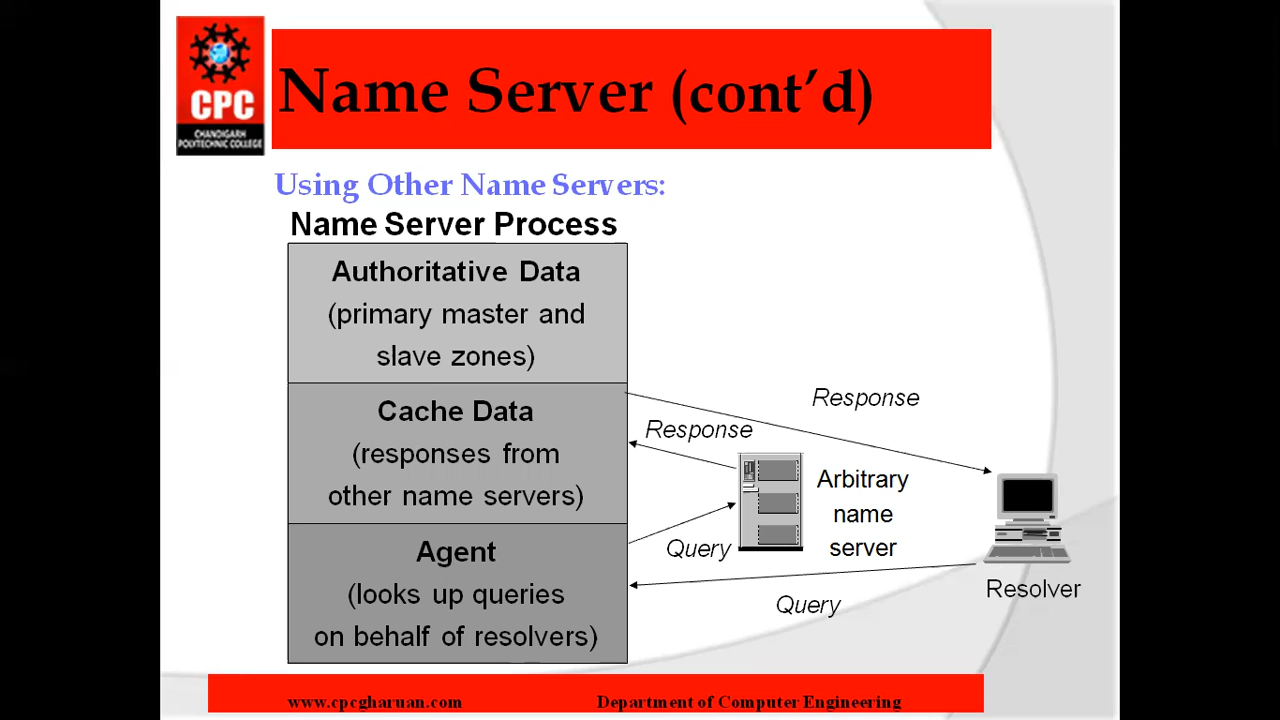 CPC
CHANDIGARH
POLYTECHNIC COLLEGE
Name Server (cont’d)
Using Other Name Servers:
Name Server Process
Authoritative Data
(primary master and
slave zones)
Cache Data
(responses from
other name servers)
Agent
(looks up queries
on behalf of resolvers)
Response
Response
Arbitrary
name
server
Query
Resolver
Query
www.cpcgharuan.com
Department of Computer Engineering